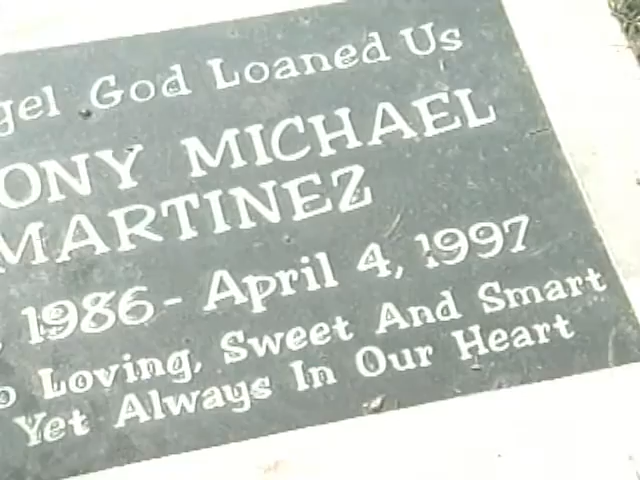 gel God Loaned Us
ONY MICHAEL
MARTINEZ
, 1986 - April 4, 1997
o Loving, Sweet And Smart
Yet Always In Our Heart